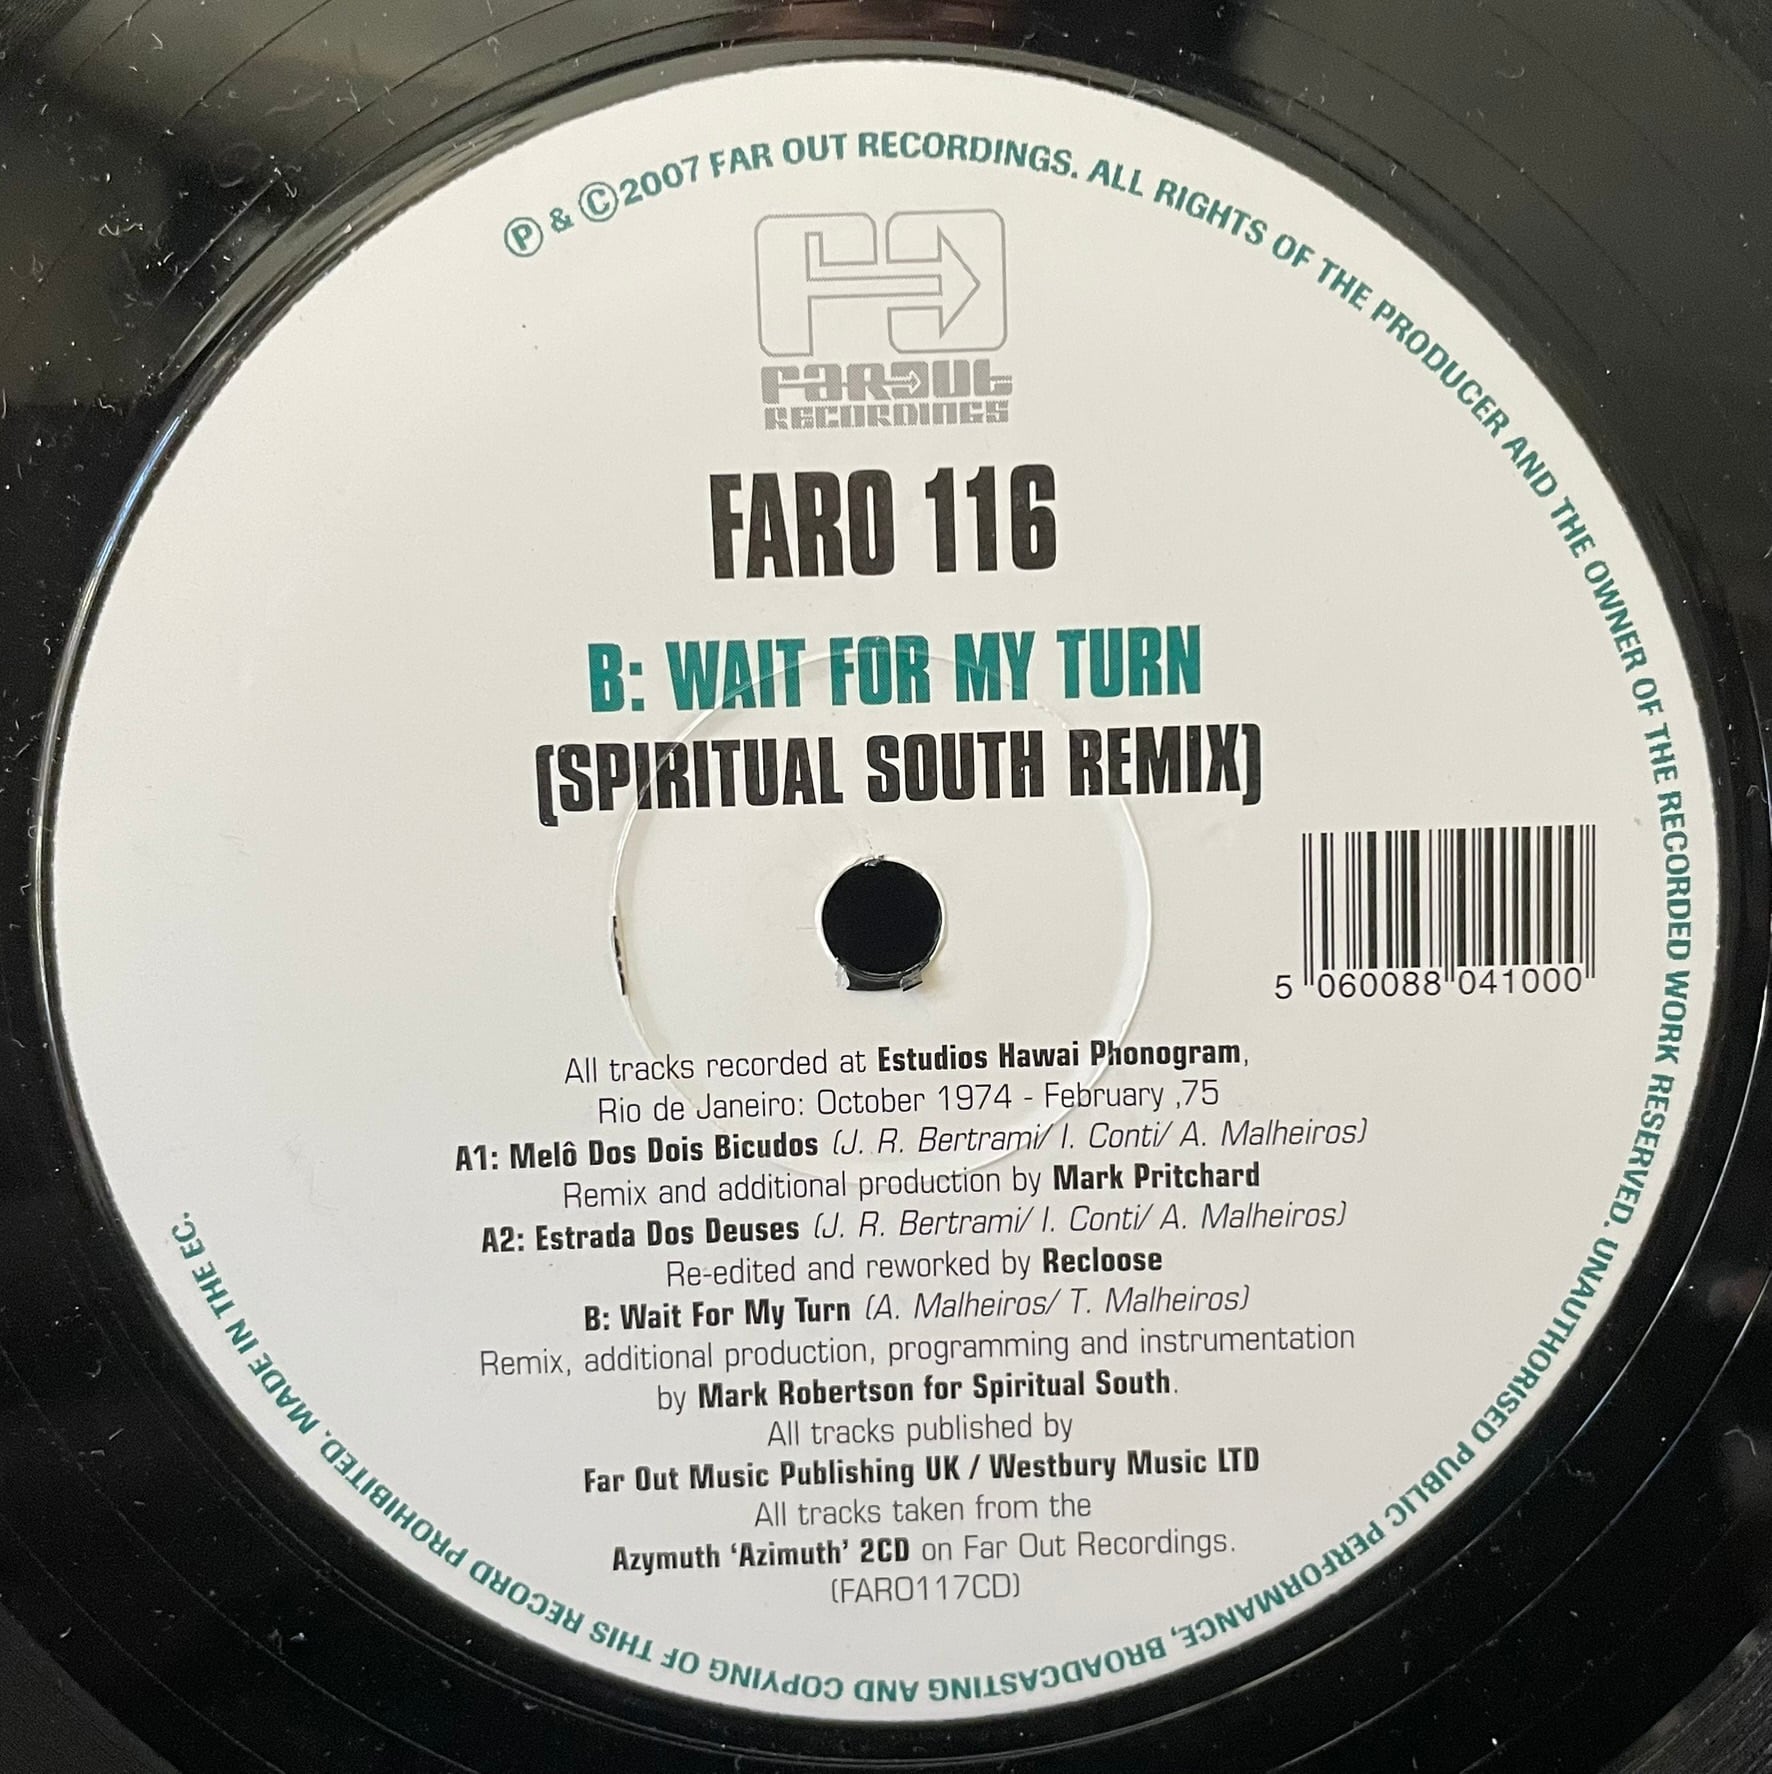 Ⓟ & ©2007 FAR OUT RECORDINGS. ALL RIGHTS OF THE PRODUCER AND THE OWNER OF THE RECORDED WORK RESERVED. UNAUTHORISED PUBLIC PERFORMANCE, BROADCASTING AND COPYING OF THIS RECORD PROHIBITED. MADE IN THE EC.
FAROUT
RECORDINGS
FARO 116
B: WAIT FOR MY TURN
(SPIRITUAL SOUTH REMIX)
5 060088 041000
All tracks recorded at Estudios Hawai Phonogram,
Rio de Janeiro: October 1974 - February ,75
A1: Melô Dos Dois Bicudos (J. R. Bertrami/ I. Conti/ A. Malheiros)
Remix and additional production by Mark Pritchard
A2: Estrada Dos Deuses (J. R. Bertrami/ I. Conti/ A. Malheiros)
Re-edited and reworked by Recloose
B: Wait For My Turn (A. Malheiros/ T. Malheiros)
Remix, additional production, programming and instrumentation
by Mark Robertson for Spiritual South.
All tracks published by
Far Out Music Publishing UK / Westbury Music LTD
All tracks taken from the
Azymuth ‘Azimuth’ 2CD on Far Out Recordings.
(FARO117CD)